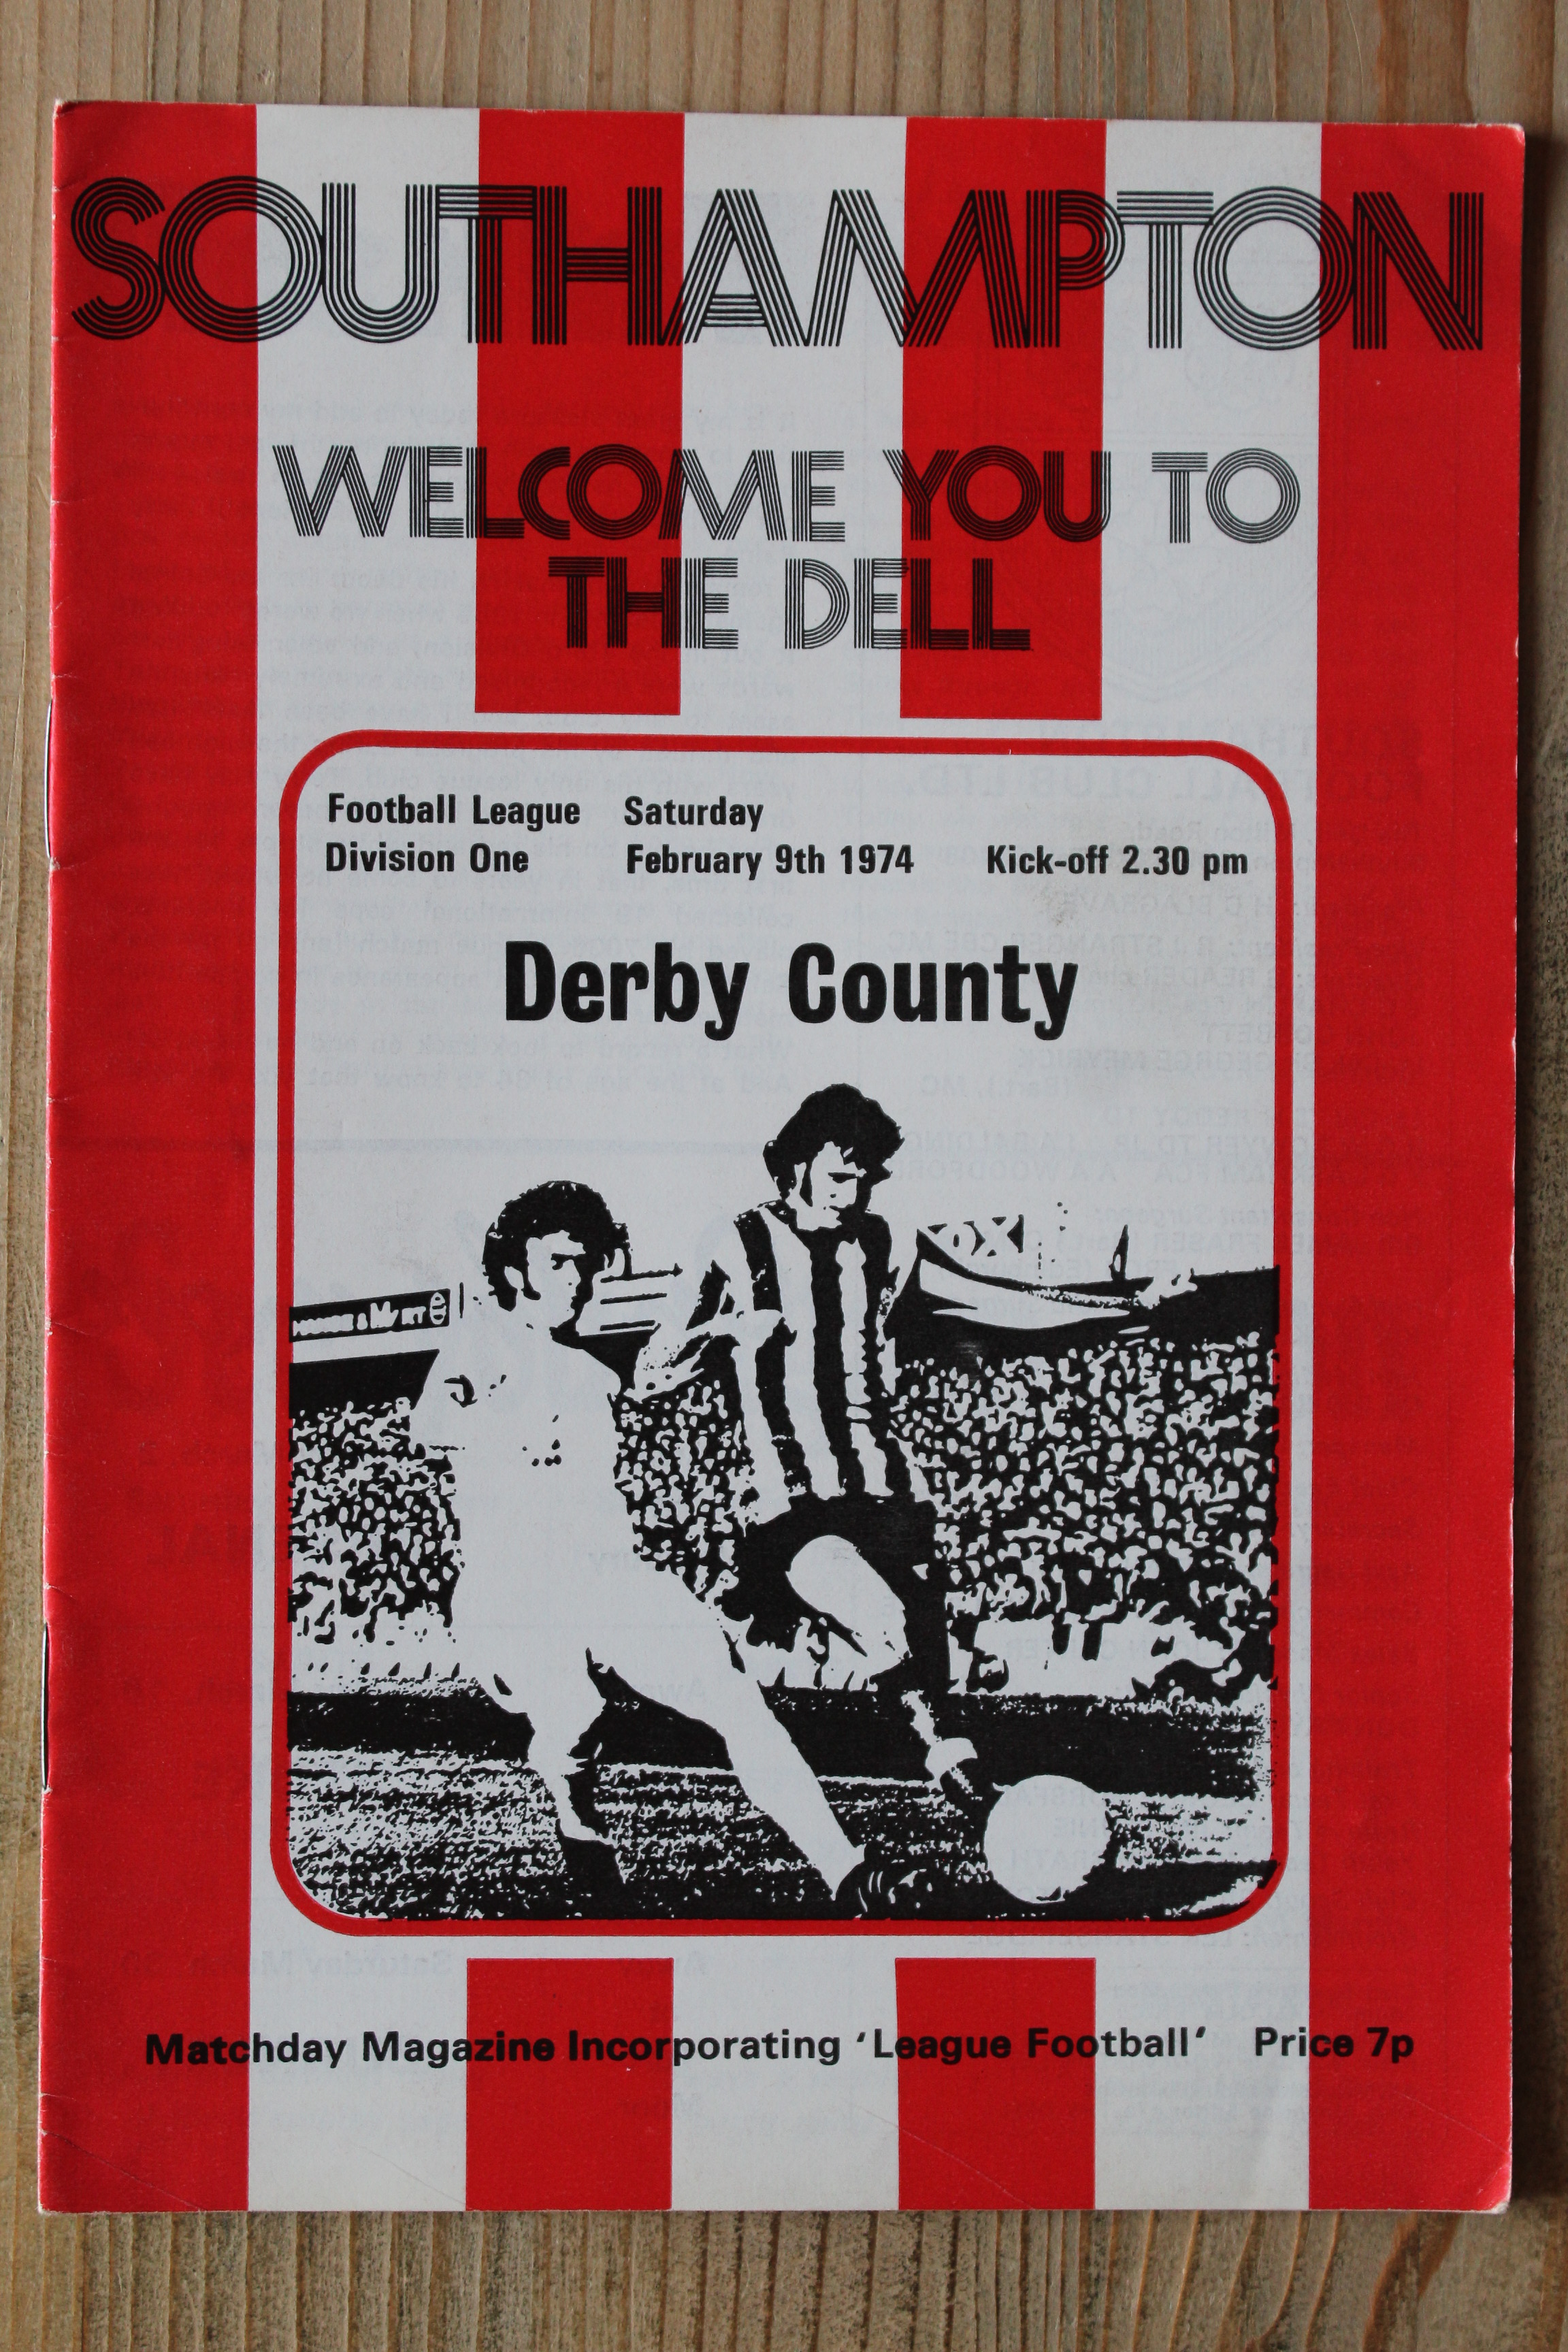 SOUTHAMPTON
WELCOME YOU TO
THE DELL
Football League Saturday
Division One February 9th 1974 Kick-off 2.30 pm
Derby County
Matchday Magazine Incorporating 'League Football' Price 7p